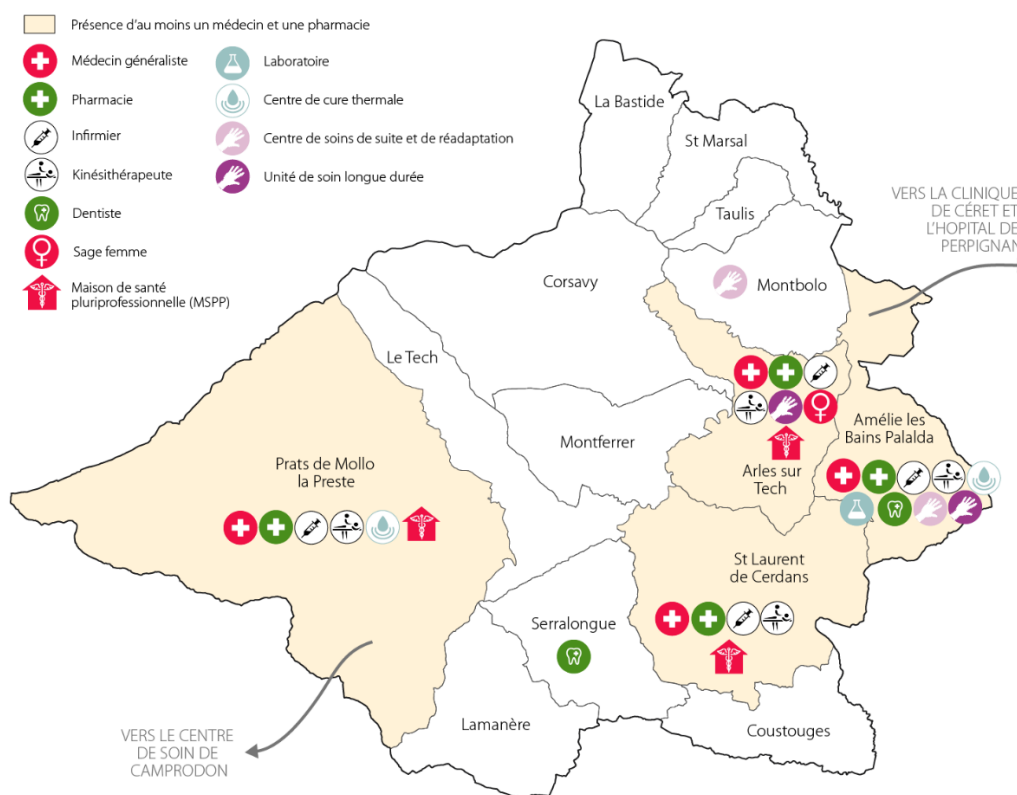 Présence d'au moins un médecin et une pharmacie
Médecin généraliste
Pharmacie
Infirmier
Kinésithérapeute
Dentiste
Sage femme
Maison de santé
pluriprofessionnelle (MSPP)
Laboratoire
Centre de cure thermale
Centre de soins de suite et de réadaptation
Unité de soin longue durée
La Bastide
St Marsal
Taulis
VERS LA CLINIQUE
DE CÉRET ET
L'HOPITAL DE
PERPIGNAN
Corsavy
Montbolo
Le Tech
Montferrer
Amélie les
Bains Palalda
Arles sur
Tech
Prats de Mollo
la Preste
St Laurent
de Cerdans
Serralongue
Lamanère
Coustouges
VERS LE CENTRE
DE SOIN DE
CAMPRODON